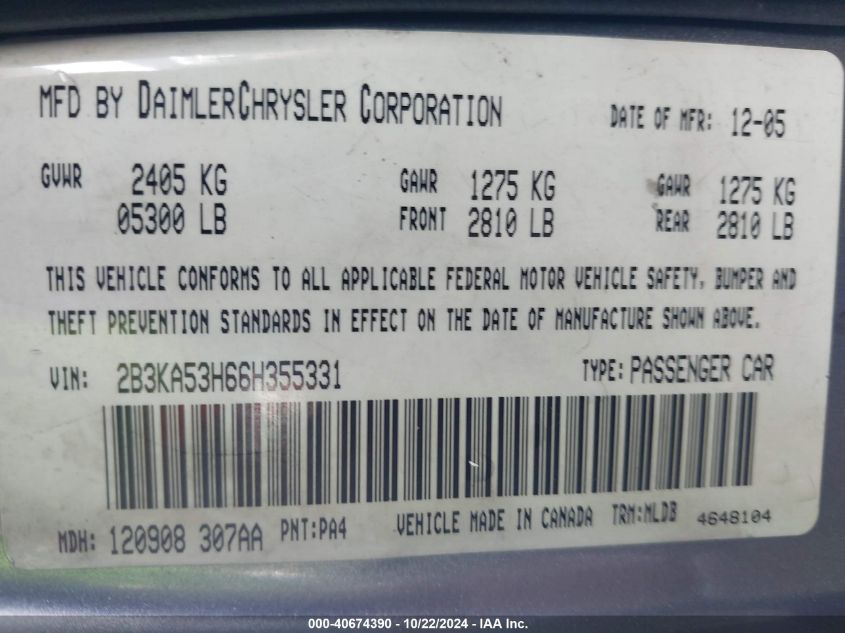 MFD BY DAIMLERCHRYSLER CORPORATION DATE OF MFR: 12-05
GVWR 2405 KG GAWR 1275 KG GAWR 1275 KG
05300 LB FRONT 2810 LB REAR 2810 LB
THIS VEHICLE CONFORMS TO ALL APPLICABLE FEDERAL MOTOR VEHICLE SAFETY, BUMPER AND
THEFT PREVENTION STANDARDS IN EFFECT ON THE DATE OF MANUFACTURE SHOWN ABOVE.
VIN: 2B3KA53H66H355331 TYPE: PASSENGER CAR
MDH: 120908 307AA PNT:PA4 VEHICLE MADE IN CANADA TRM:MLDB 4648104
000-40674390 - 10/22/2024 - IAA Inc.